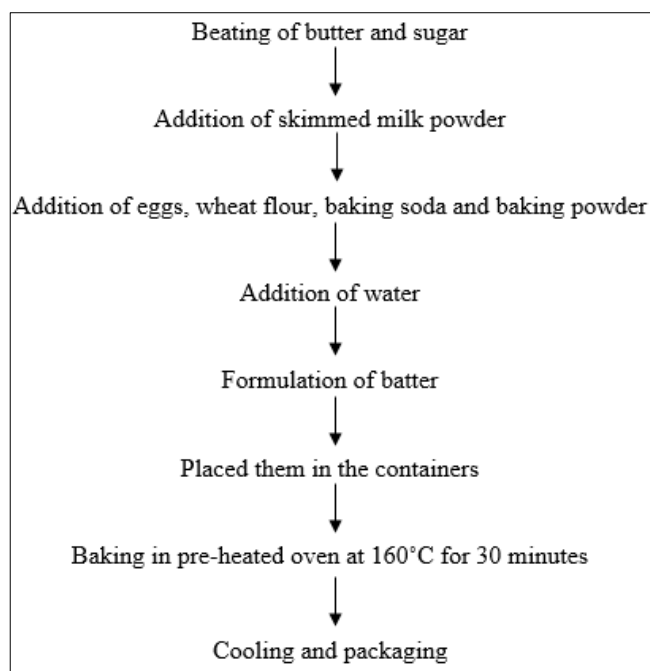 Beating of butter and sugar
Addition of skimmed milk powder
Addition of eggs, wheat flour, baking soda and baking powder
Addition of water
Formulation of batter
Placed them in the containers
Baking in pre-heated oven at 160°C for 30 minutes
Cooling and packaging